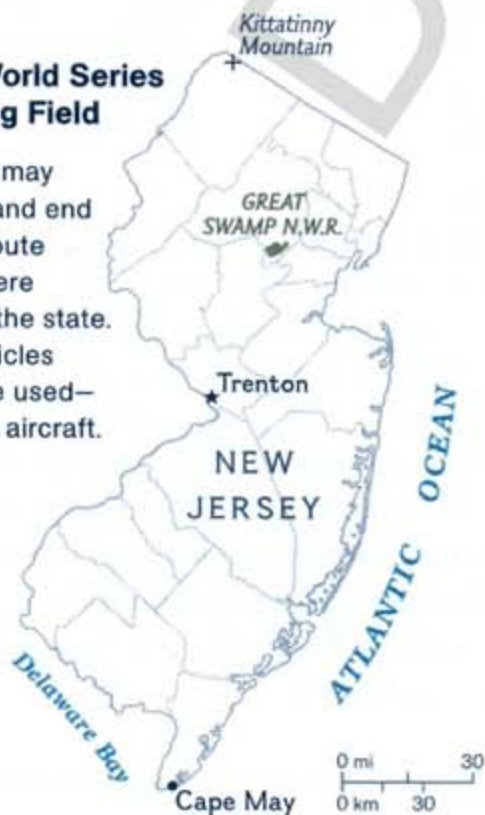 Kittatinny
Mountain
World Series
g Field
may
and end
oute
ere
the state.
icles
e used—
aircraft.
GREAT
SWAMP N.W.R.
Trenton
NEW
JERSEY
ATLANTIC OCEAN
Delaware Bay
Cape May
0 mi 30
0 km 30